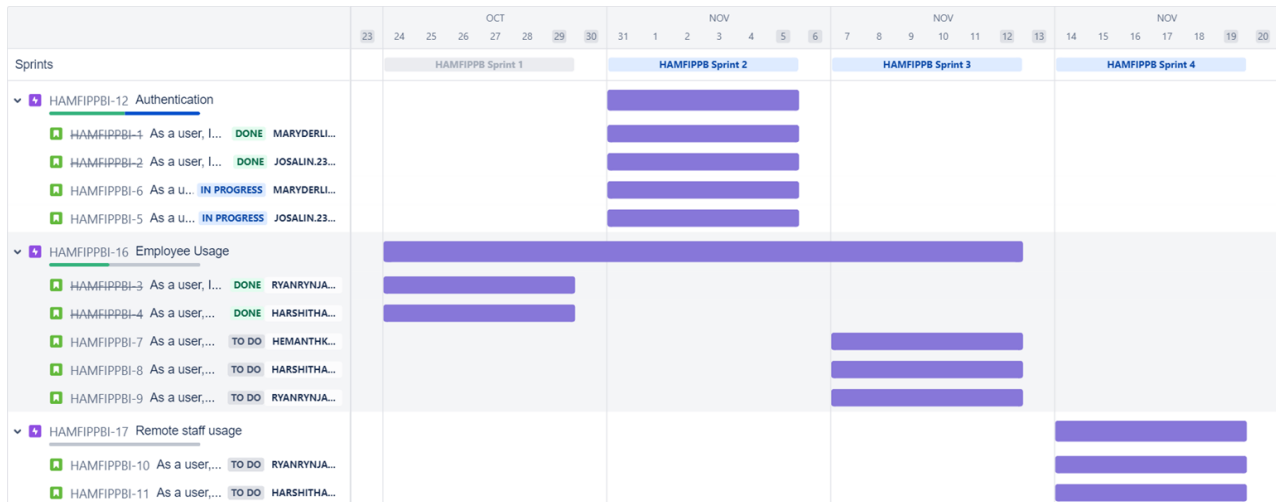 OCT NOV NOV NOV
23 24 25 26 27 28 29 30 31 1 2 3 4 5 6 7 8 9 10 11 12 13 14 15 16 17 18 19 20
Sprints HAMFIPPB Sprint 1 HAMFIPPB Sprint 2 HAMFIPPB Sprint 3 HAMFIPPB Sprint 4
HAMFIPPBI-12 Authentication
HAMFIPPBI-1 As a user, I... DONE MARYDERLI...
HAMFIPPBI-2 As a user, I... DONE JOSALIN.23...
HAMFIPPBI-6 As a u... IN PROGRESS MARYDERLI...
HAMFIPPBI-5 As a u... IN PROGRESS JOSALIN.23...
HAMFIPPBI-16 Employee Usage
HAMFIPPBI-3 As a user, I... DONE RYANRYNJA...
HAMFIPPBI-4 As a user,... DONE HARSHITHA...
HAMFIPPBI-7 As a user,... TO DO HEMANTHK...
HAMFIPPBI-8 As a user,... TO DO HARSHITHA...
HAMFIPPBI-9 As a user,... TO DO RYANRYNJA...
HAMFIPPBI-17 Remote staff usage
HAMFIPPBI-10 As a user,... TO DO RYANRYNJA...
HAMFIPPBI-11 As a user,... TO DO HARSHITHA...